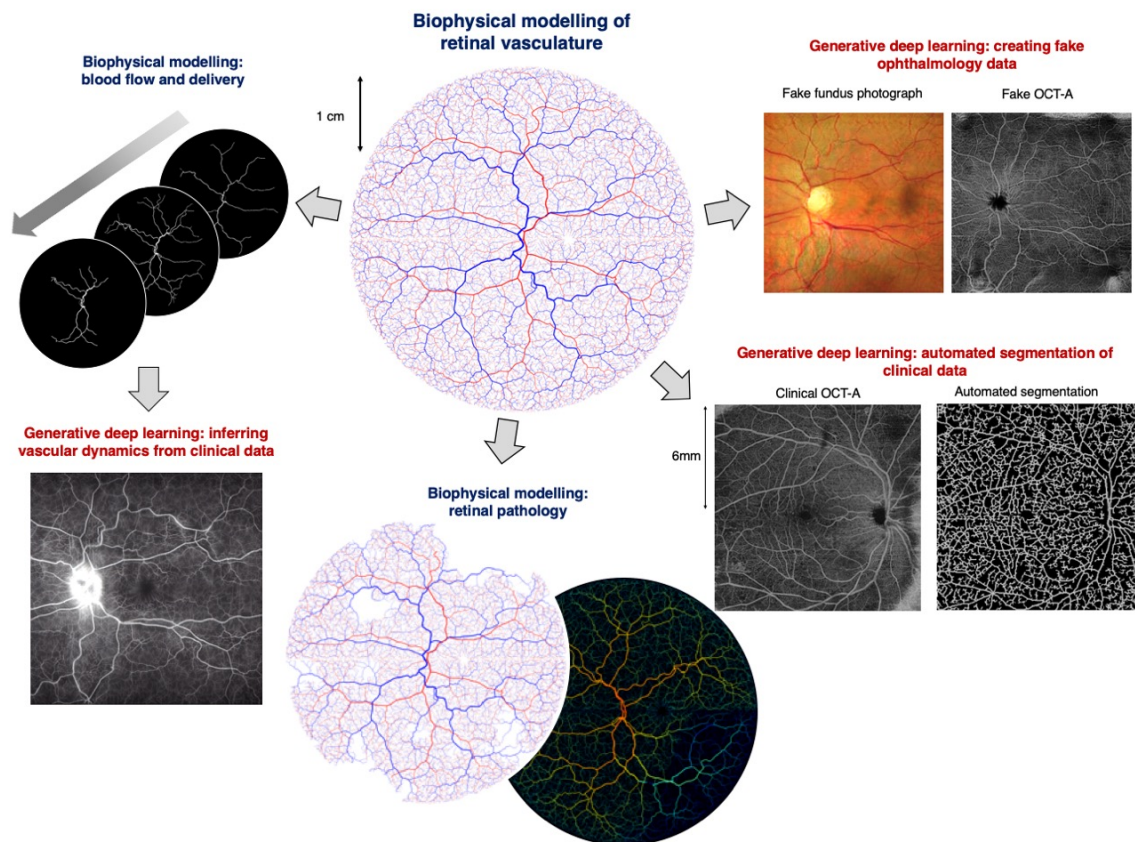 Biophysical modelling of
retinal vasculature
Biophysical modelling:
blood flow and delivery
1 cm
Generative deep learning: creating fake
ophthalmology data
Fake fundus photograph
Fake OCT-A
Generative deep learning: automated segmentation of
clinical data
Clinical OCT-A
Automated segmentation
6mm
Generative deep learning: inferring
vascular dynamics from clinical data
Biophysical modelling:
retinal pathology